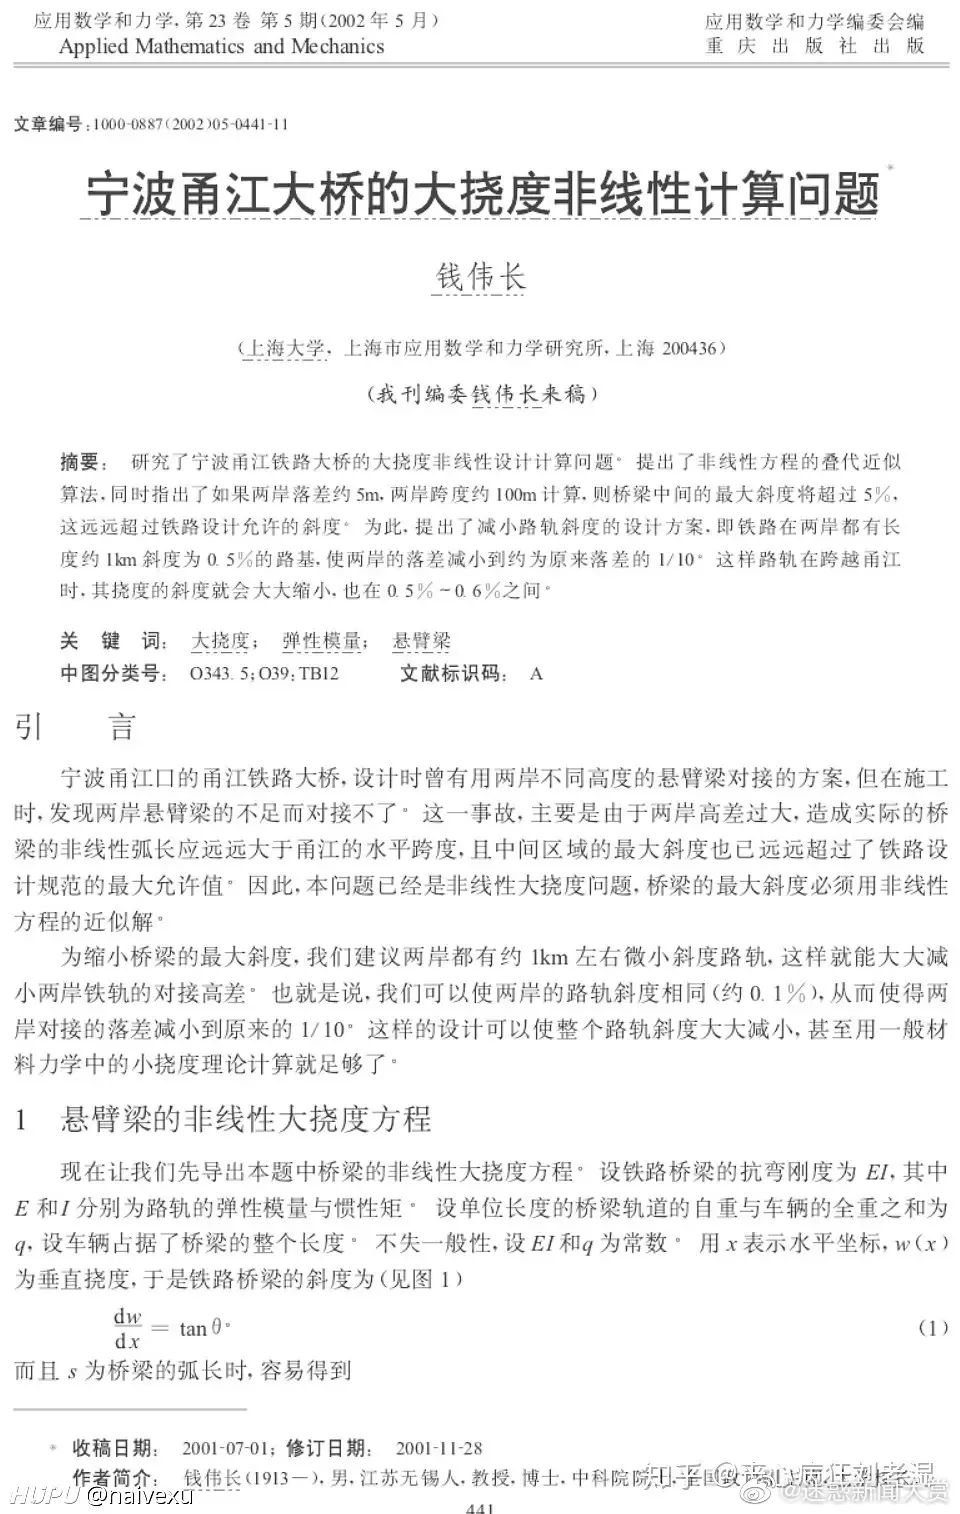 应用数学和力学,第 23 卷 第 5 期(2002 年 5 月)
Applied Mathematics and Mechanics
应用数学和力学编委会编
重 庆 出 版 社 出 版
文章编号:1000-0887(2002)05-0441-11
宁波甬江大桥的大挠度非线性计算问题*
钱伟长
(上海大学, 上海市应用数学和力学研究所,上海 200436)
(我刊编委钱伟长来稿)
摘要: 研究了宁波甬江铁路大桥的大挠度非线性设计计算问题。提出了非线性方程的叠代近似
算法,同时指出了如果两岸落差约 5m,两岸跨度约 100m 计算,则桥梁中间的最大斜度将超过 5%,
这远远超过铁路设计允许的斜度。为此,提出了减小路轨斜度的设计方案,即铁路在两岸都有长
度约 1km 斜度为 0.5%的路基,使两岸的落差减小到约为原来落差的 1/10。这样路轨在跨越甬江
时,其挠度的斜度就会大大缩小,也在 0.5%~0.6%之间。
关 键 词: 大挠度; 弹性模量; 悬臂梁
中图分类号: O343.5;O39;TB12 文献标识码: A
引 言
宁波甬江口的甬江铁路大桥,设计时曾有用两岸不同高度的悬臂梁对接的方案,但在施工
时,发现两岸悬臂梁的不足而对接不了。这一事故,主要是由于两岸高差过大,造成实际的桥
梁的非线性弧长应远远大于甬江的水平跨度,且中间区域的最大斜度也已远远超过了铁路设
计规范的最大允许值。因此,本问题已经是非线性大挠度问题,桥梁的最大斜度必须用非线性
方程的近似解。
为缩小桥梁的最大斜度,我们建议两岸都有约 1km 左右微小斜度路轨,这样就能大大减
小两岸铁轨的对接高差。也就是说,我们可以使两岸的路轨斜度相同(约 0.1%),从而使得两
岸对接的落差减小到原来的 1/10。这样的设计可以使整个路轨斜度大大减小,甚至用一般材
料力学中的小挠度理论计算就足够了。
1 悬臂梁的非线性大挠度方程
现在让我们先导出本题中桥梁的非线性大挠度方程。设铁路桥梁的抗弯刚度为 EI,其中
E 和 I 分别为路轨的弹性模量与惯性矩。设单位长度的桥梁轨道的自重与车辆的全重之和为
q,设车辆占据了桥梁的整个长度。不失一般性,设 EI 和 q 为常数。用 x 表示水平坐标,w(x)
为垂直挠度,于是铁路桥梁的斜度为(见图 1)
dw/dx = tanθ。 (1)
而且 s 为桥梁的弧长时,容易得到
* 收稿日期: 2001-07-01;修订日期: 2001-11-28
作者简介: 钱伟长(1913—),男,江苏无锡人,教授,博士,中科院院士
知乎
HUPU @naivexu
@迷惑新闻大赏
441